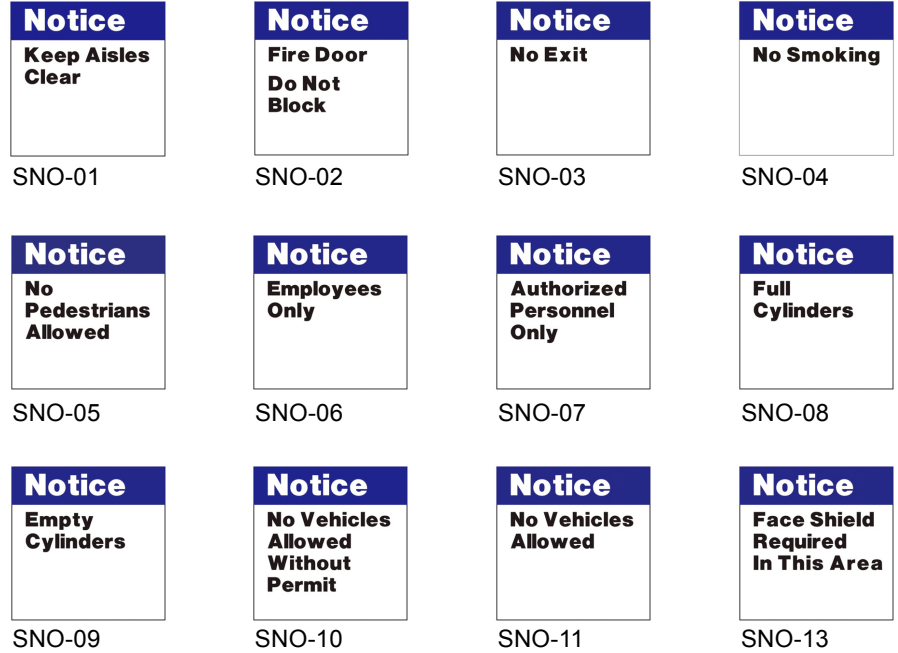 Notice
Keep Aisles
Clear
SNO-01
Notice
Fire Door
Do Not
Block
SNO-02
Notice
No Exit
SNO-03
Notice
No Smoking
SNO-04
Notice
No
Pedestrians
Allowed
SNO-05
Notice
Employees
Only
SNO-06
Notice
Authorized
Personnel
Only
SNO-07
Notice
Full
Cylinders
SNO-08
Notice
Empty
Cylinders
SNO-09
Notice
No Vehicles
Allowed
Without
Permit
SNO-10
Notice
No Vehicles
Allowed
SNO-11
Notice
Face Shield
Required
In This Area
SNO-13